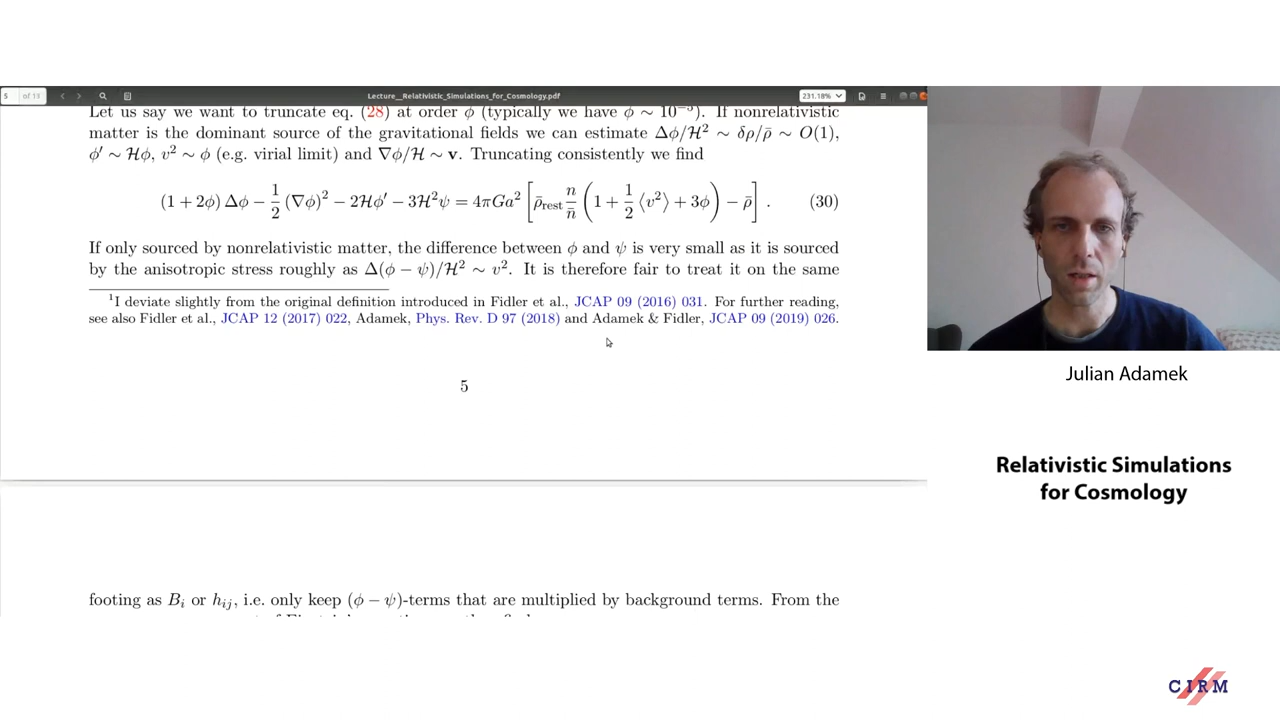 5 of 14
Lecture__Relativistic_Simulations_for_Cosmology.pdf
231.18%
Let us say we want to truncate eq. (28) at order ϕ (typically we have ϕ ∼ 10⁻⁵). If nonrelativistic
matter is the dominant source of the gravitational fields we can estimate Δϕ/ℋ² ∼ δρ/ρ̄ ∼ O(1),
ϕ′ ∼ ℋϕ, v² ∼ ϕ (e.g. virial limit) and ∇ϕ/ℋ ∼ v. Truncating consistently we find
(1 + 2ϕ) Δϕ − 1/2 (∇ϕ)² − 2ℋϕ′ − 3ℋ²ψ = 4πGa² [ρ̄_rest n/n̄ (1 + 1/2 ⟨v²⟩ + 3ϕ) − ρ̄] . (30)
If only sourced by nonrelativistic matter, the difference between ϕ and ψ is very small as it is sourced
by the anisotropic stress roughly as Δ(ϕ − ψ)/ℋ² ∼ v². It is therefore fair to treat it on the same
¹I deviate slightly from the original definition introduced in Fidler et al., JCAP 09 (2016) 031. For further reading,
see also Fidler et al., JCAP 12 (2017) 022, Adamek, Phys. Rev. D 97 (2018) and Adamek & Fidler, JCAP 09 (2019) 026.
5
footing as Bᵢ or hᵢⱼ, i.e. only keep (ϕ − ψ)-terms that are multiplied by background terms. From the
Julian Adamek
Relativistic Simulations
for Cosmology
CIRM